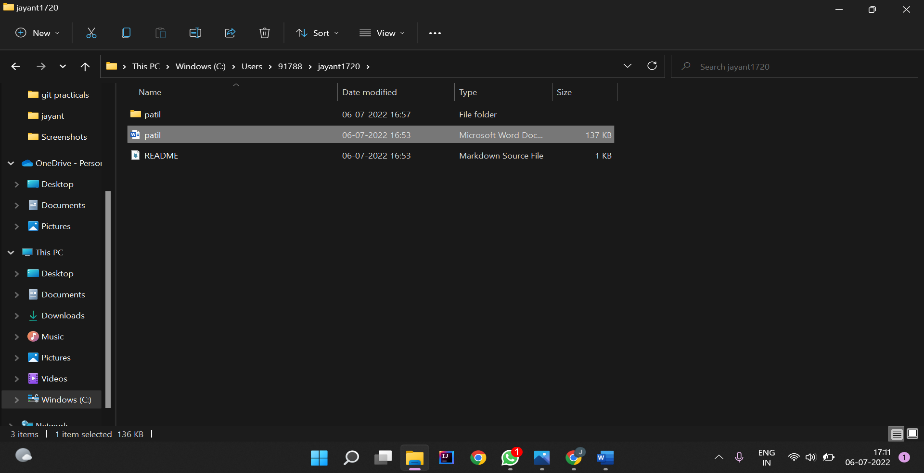 jayant1720
New
Sort
View
This PC > Windows (C:) > Users > 91788 > jayant1720 >
Search jayant1720
Name Date modified Type Size
git practicals
jayant
Screenshots
OneDrive - Person
Desktop
Documents
Pictures
This PC
Desktop
Documents
Downloads
Music
Pictures
Videos
Windows (C:)
Network
patil 06-07-2022 16:57 File folder
patil 06-07-2022 16:53 Microsoft Word Doc... 137 KB
README 06-07-2022 16:53 Markdown Source File 1 KB
3 items 1 item selected 136 KB
1
J
ENG
IN
17:11
06-07-2022
1